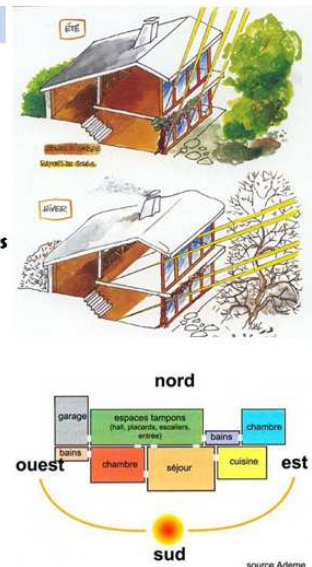 ÉTÉ
HIVER
s
nord
garage
espaces tampons
(hall, placards, escaliers,
entrée)
bains
chambre
bains
ouest
chambre
séjour
cuisine
est
sud
source Ademe